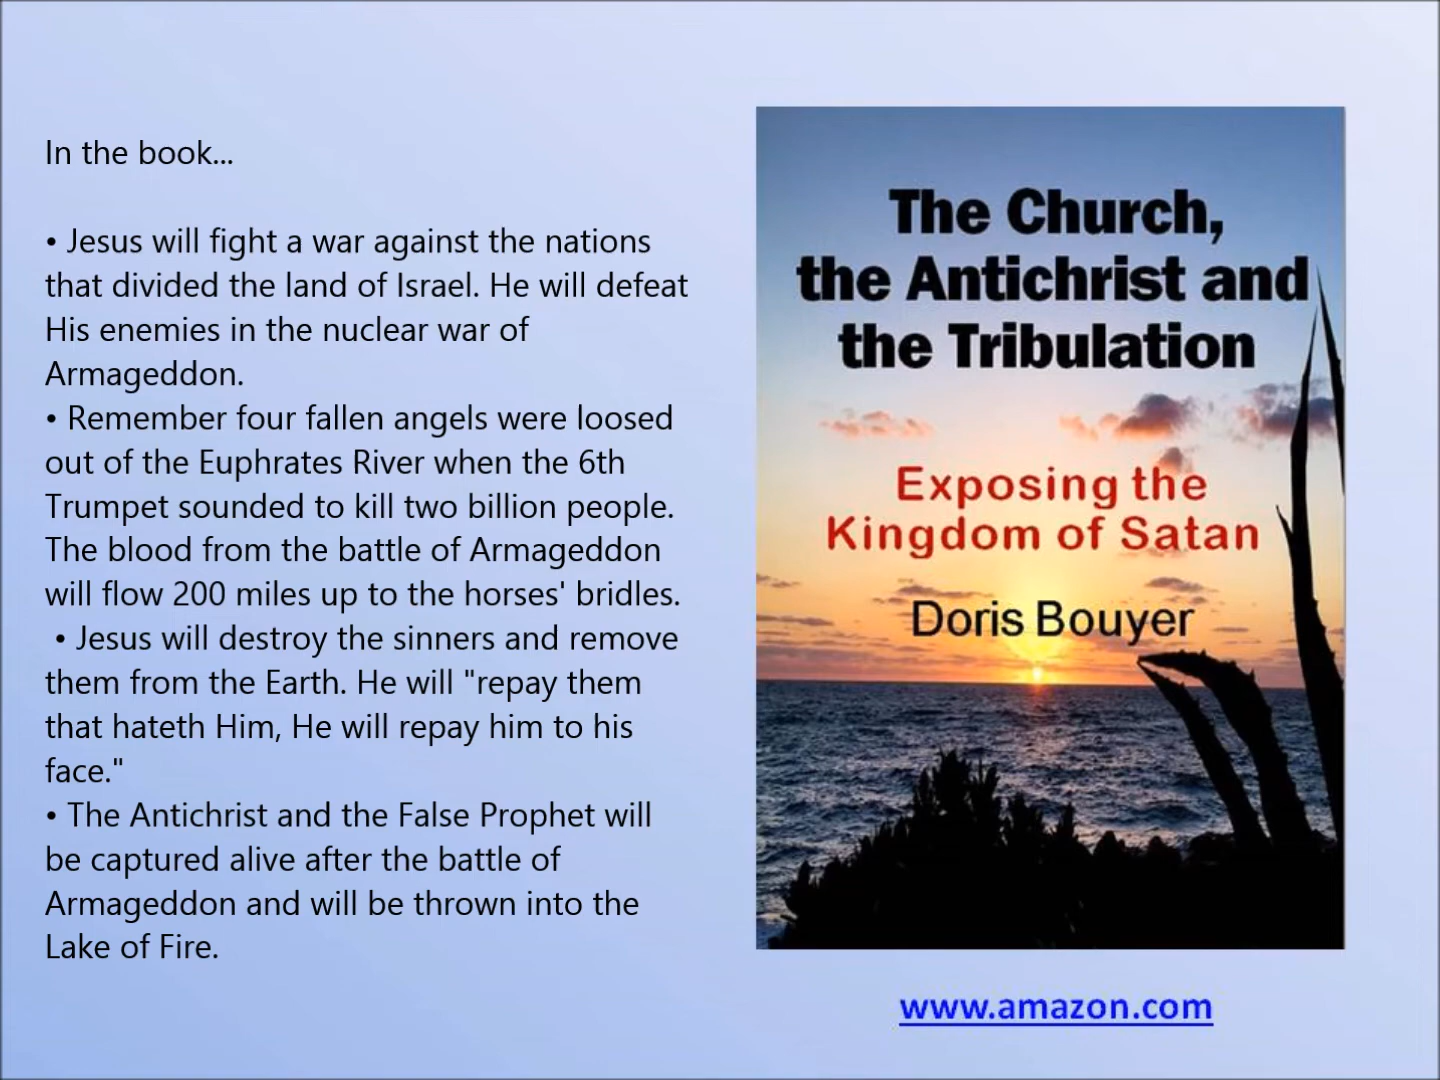 In the book...
• Jesus will fight a war against the nations
that divided the land of Israel. He will defeat
His enemies in the nuclear war of
Armageddon.
• Remember four fallen angels were loosed
out of the Euphrates River when the 6th
Trumpet sounded to kill two billion people.
The blood from the battle of Armageddon
will flow 200 miles up to the horses' bridles.
• Jesus will destroy the sinners and remove
them from the Earth. He will "repay them
that hateth Him, He will repay him to his
face."
• The Antichrist and the False Prophet will
be captured alive after the battle of
Armageddon and will be thrown into the
Lake of Fire.
The Church,
the Antichrist and
the Tribulation
Exposing the
Kingdom of Satan
Doris Bouyer
www.amazon.com